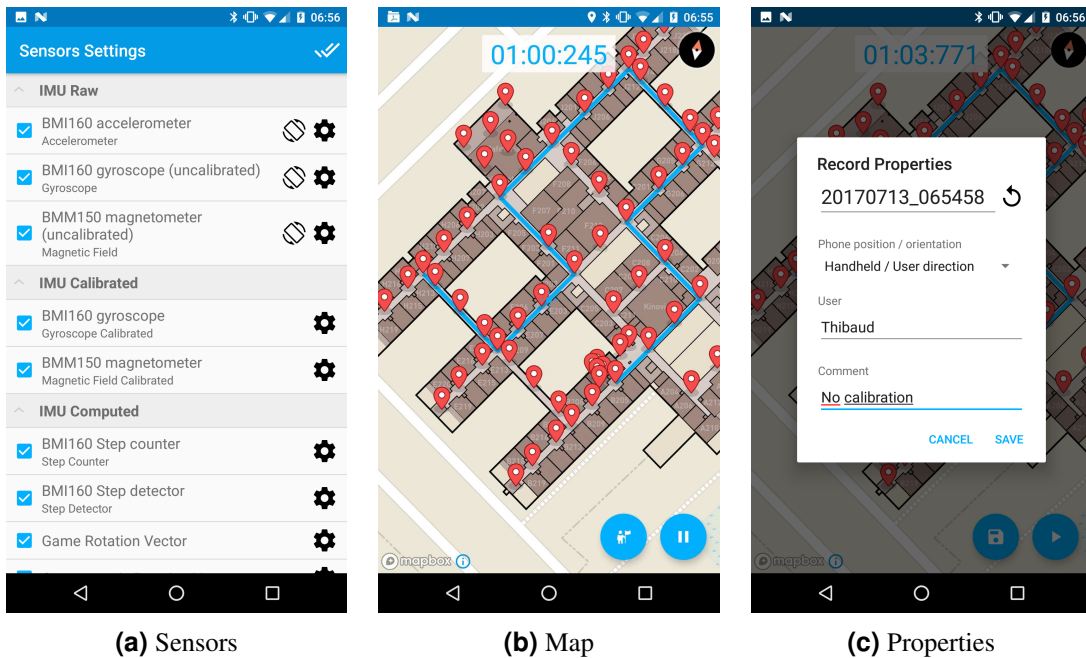 06:56
Sensors Settings
IMU Raw
BMI160 accelerometer
Accelerometer
BMI160 gyroscope (uncalibrated)
Gyroscope
BMM150 magnetometer
(uncalibrated)
Magnetic Field
IMU Calibrated
BMI160 gyroscope
Gyroscope Calibrated
BMM150 magnetometer
Magnetic Field Calibrated
IMU Computed
BMI160 Step counter
Step Counter
BMI160 Step detector
Step Detector
Game Rotation Vector
(a) Sensors
06:55
01:00:245
F208
F207
F210
mapbox
(b) Map
06:56
01:03:771
Record Properties
20170713_065458
Phone position / orientation
Handheld / User direction
User
Thibaud
Comment
No calibration
CANCEL SAVE
mapbox
(c) Properties